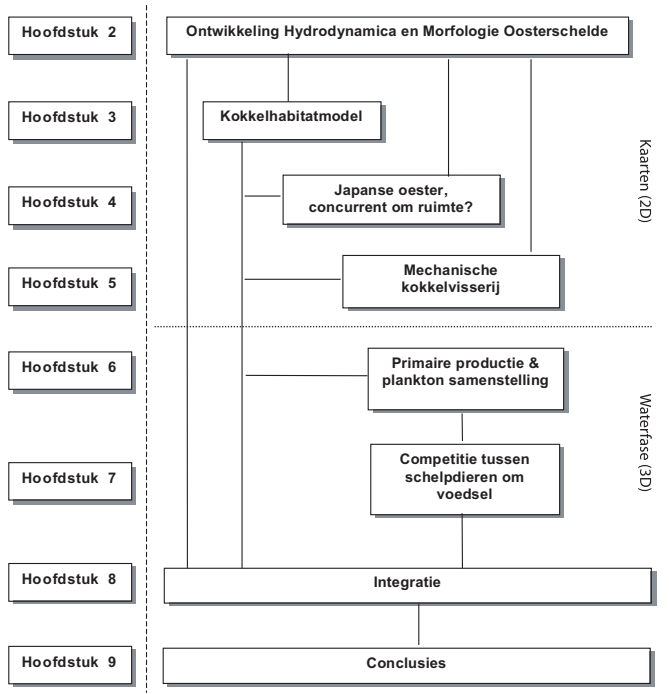 Hoofdstuk 2
Ontwikkeling Hydrodynamica en Morfologie Oosterschelde
Hoofdstuk 3
Kokkelhabitatmodel
Kaarten (2D)
Hoofdstuk 4
Japanse oester,
concurrent om ruimte?
Hoofdstuk 5
Mechanische
kokkelvisserij
Hoofdstuk 6
Primaire productie &
plankton samenstelling
Waterfase (3D)
Hoofdstuk 7
Competitie tussen
schelpdieren om
voedsel
Hoofdstuk 8
Integratie
Hoofdstuk 9
Conclusies